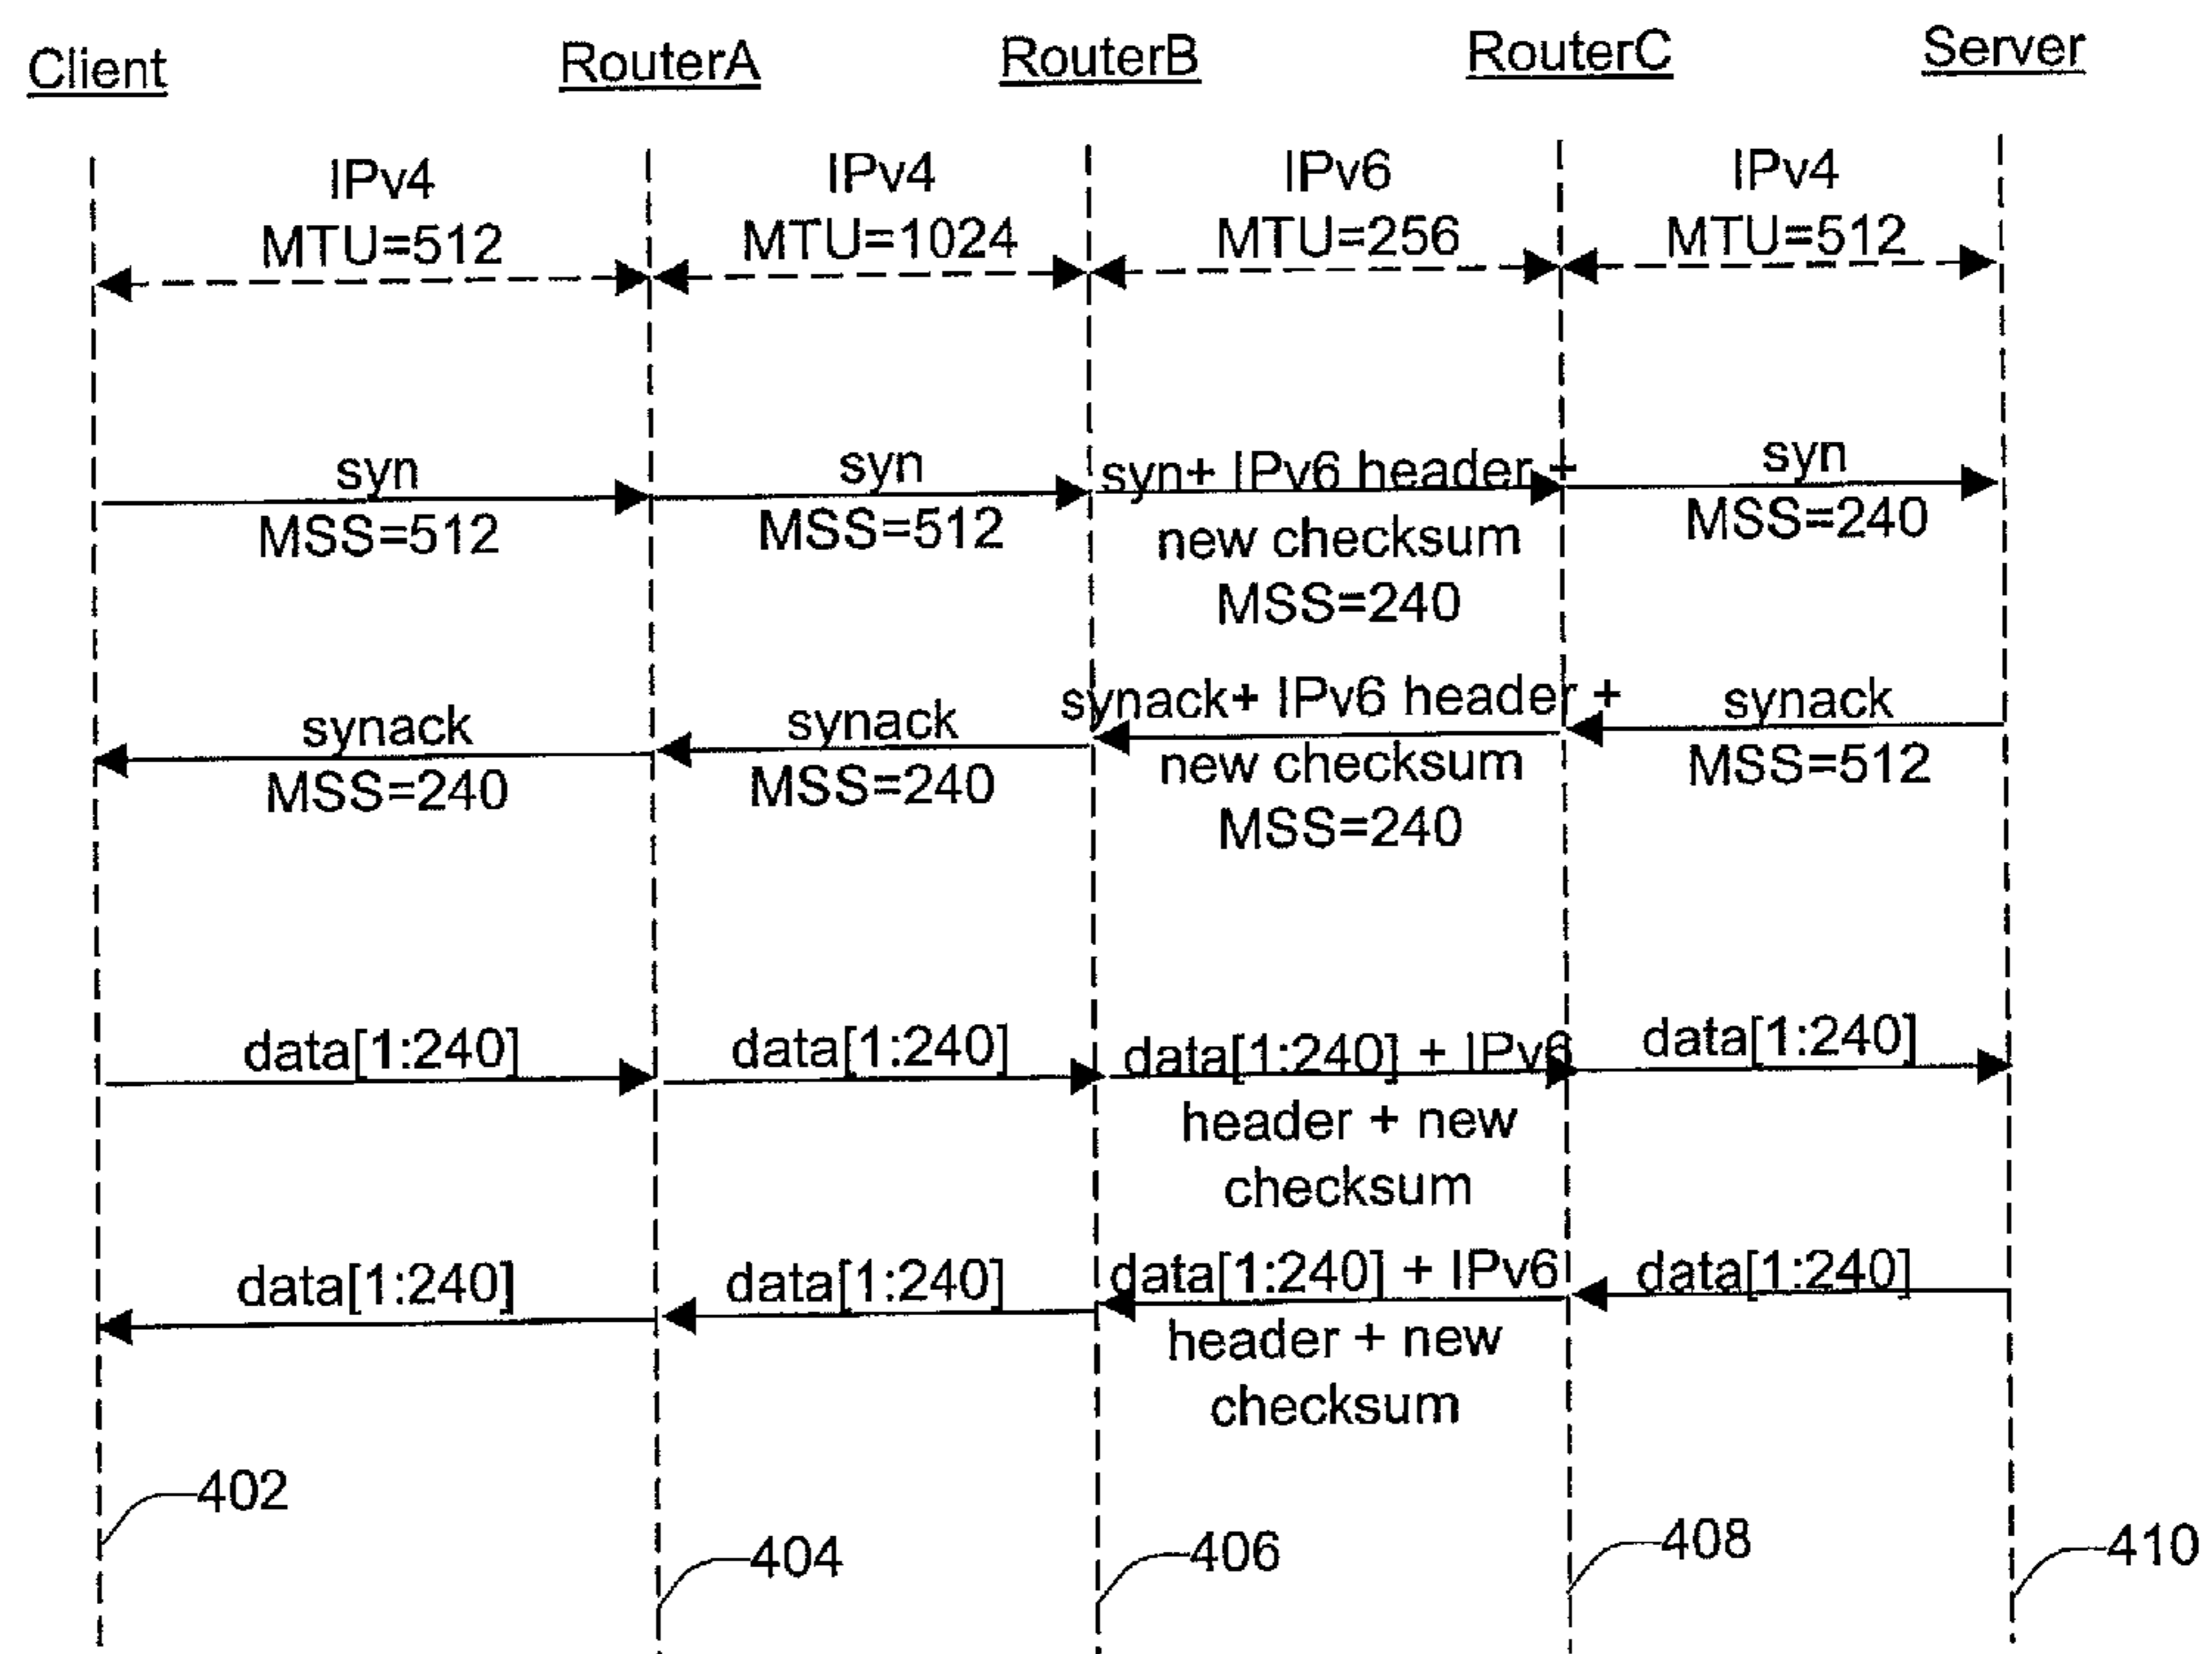 Client
RouterA
RouterB
RouterC
Server
IPv4
MTU=512
IPv4
MTU=1024
IPv6
MTU=256
IPv4
MTU=512
syn
MSS=512
syn
MSS=512
syn+ IPv6 header +
new checksum
MSS=240
syn
MSS=240
synack
MSS=240
synack
MSS=240
synack+ IPv6 header +
new checksum
MSS=240
synack
MSS=512
data[1:240]
data[1:240]
data[1:240] + IPv6
header + new
checksum
data[1:240]
data[1:240]
data[1:240]
data[1:240] + IPv6
header + new
checksum
data[1:240]
402
404
406
408
410